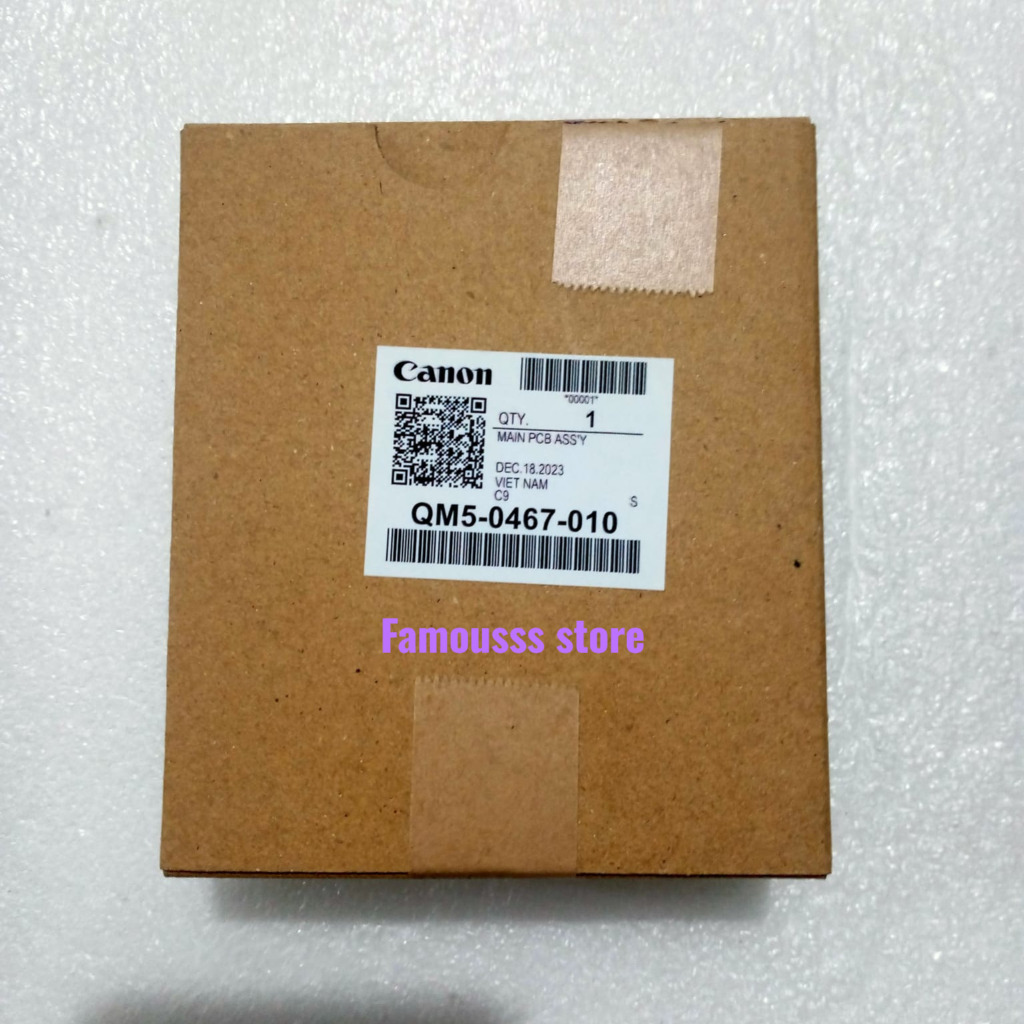 Canon
*00001*
QTY. 1
MAIN PCB ASS'Y
DEC.18.2023
VIET NAM
C9
S
QM5-0467-010
Famousss store